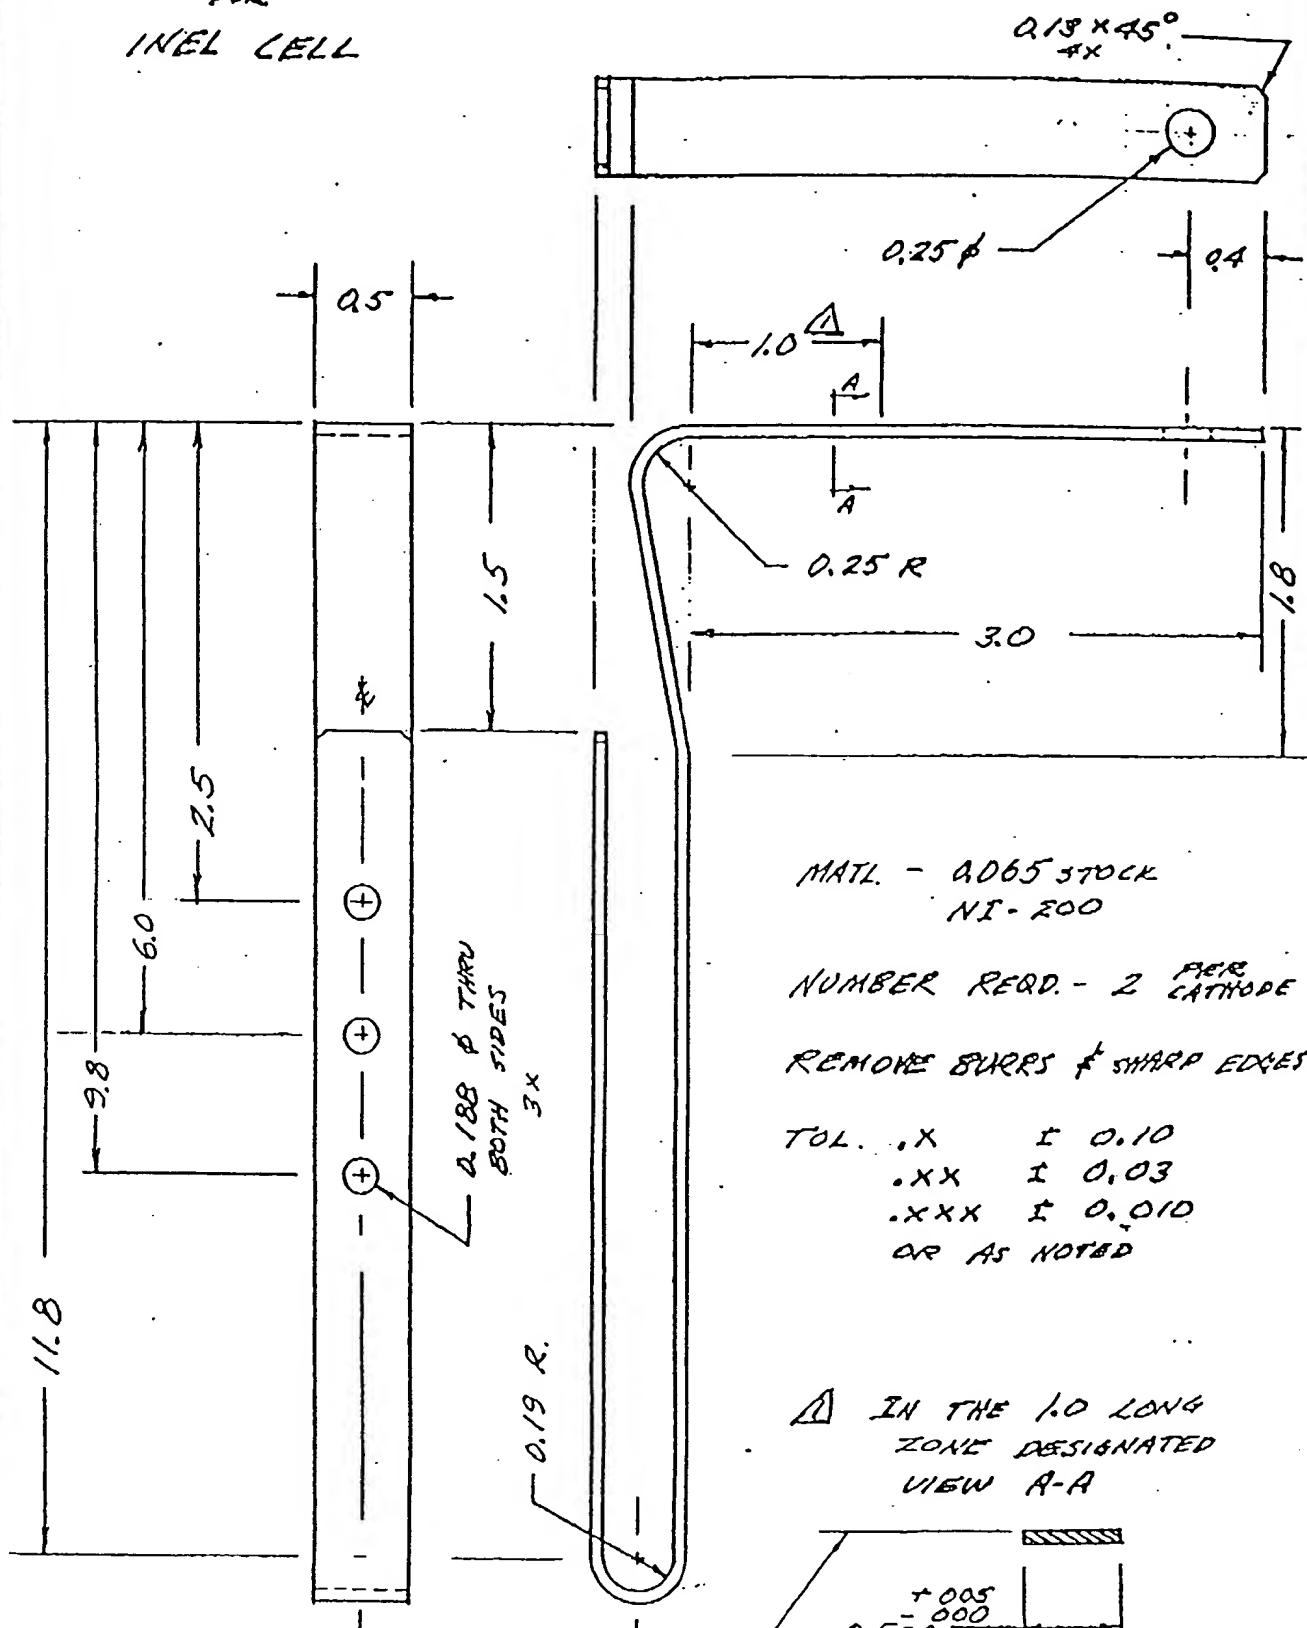 FOR
INEL CELL
0.13 x 45°
4x
0.25 ϕ
0.4
0.5
1.0 1
A
A
0.25 R
1.5
3.0
1.8
2.5
6.0
9.8
11.8
0.188 ϕ THRU
BOTH SIDES
3x
0.19 R.
MATL. - 0.065 STOCK
NI-200
NUMBER REQD. - 2 PER
CATHODE
REMOVE BURRS & SHARP EDGES
TOL. .X ± 0.10
.XX ± 0.03
.XXX ± 0.010
OR AS NOTED
1 IN THE 1.0 LONG
ZONE DESIGNATED
VIEW A-A
+ 005
- 000